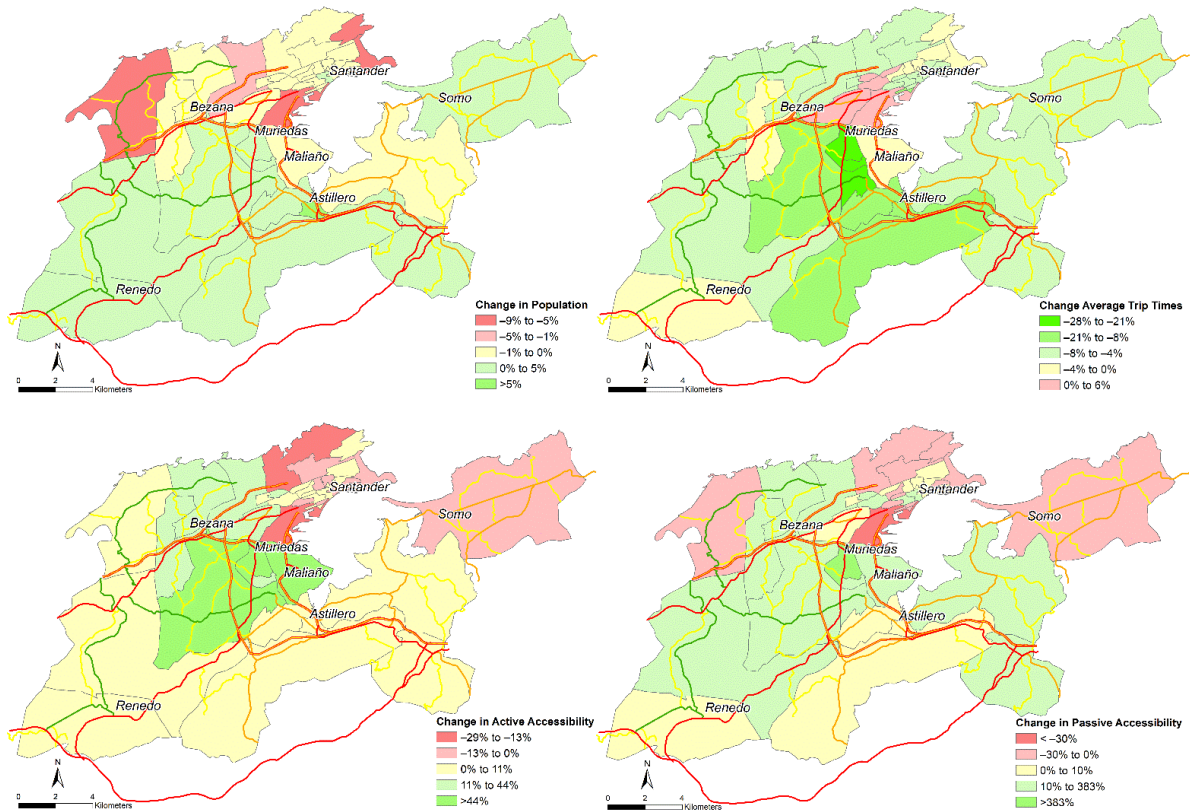 Santander
Bezana
Somo
Muriedas
Maliaño
Astillero
Renedo
N
0 2 4
Kilometers
Change in Population
–9% to –5%
–5% to –1%
–1% to 0%
0% to 5%
>5%
Santander
Bezana
Somo
Muriedas
Maliaño
Astillero
Renedo
N
0 2 4
Kilometers
Change Average Trip Times
–28% to –21%
–21% to –8%
–8% to –4%
–4% to 0%
0% to 6%
Santander
Somo
Bezana
Muriedas
Maliaño
Astillero
Renedo
N
0 2 4
Kilometers
Change in Active Accessibility
–29% to –13%
–13% to 0%
0% to 11%
11% to 44%
>44%
Santander
Somo
Bezana
Muriedas
Maliaño
Astillero
Renedo
N
0 2 4
Kilometers
Change in Passive Accessibility
< –30%
–30% to 0%
0% to 10%
10% to 383%
>383%